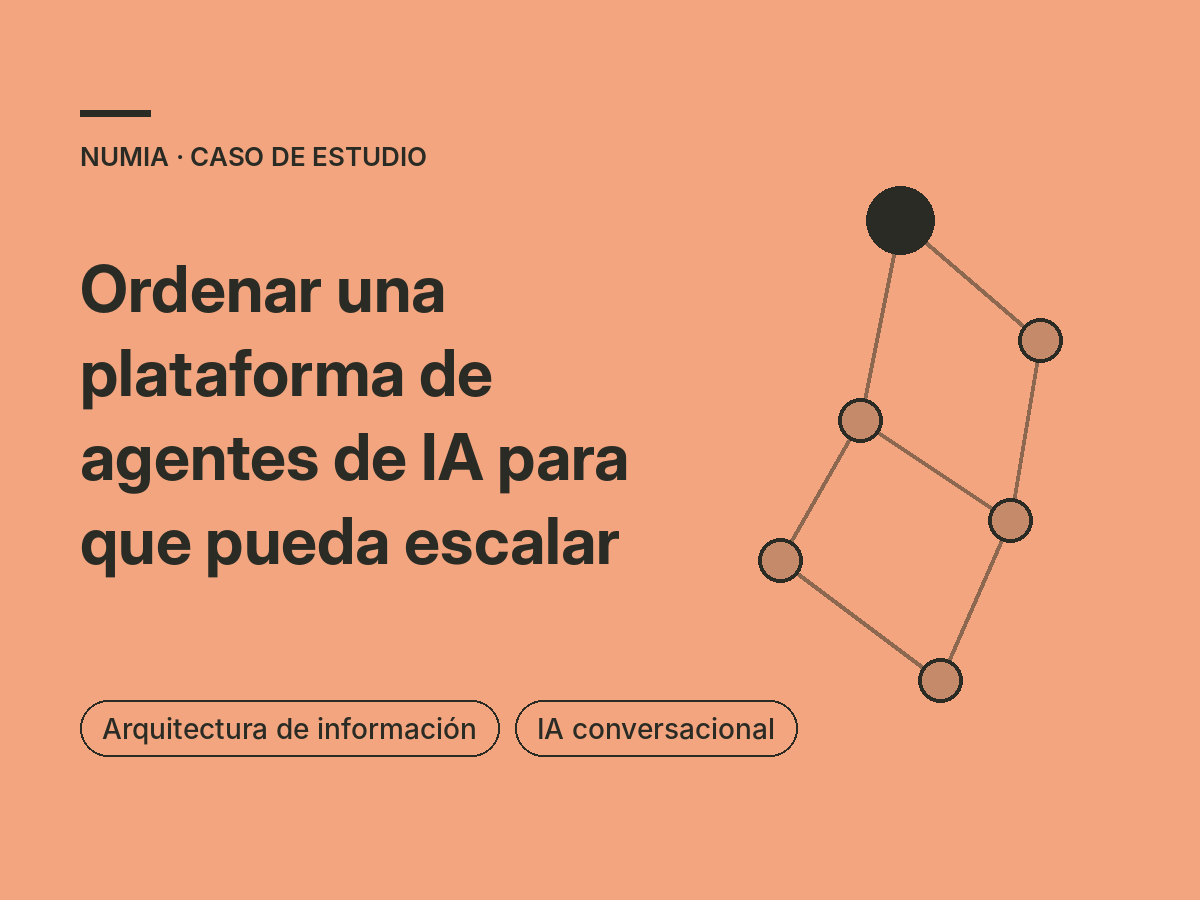 NUMIA · CASO DE ESTUDIO
Ordenar una
plataforma de
agentes de IA para
que pueda escalar
Arquitectura de información
IA conversacional